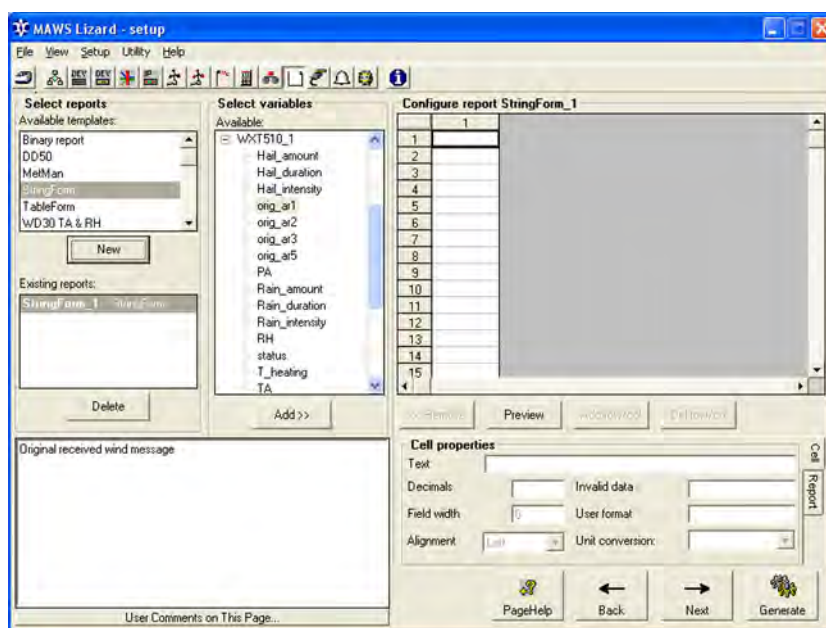 MAWS Lizard - setup
File View Setup Utility Help
Select reports
Available templates:
Binary report
DD50
MetMan
StringForm
TableForm
WD30 TA & RH
New
Existing reports:
StringForm_1 StringForm
Delete
Select variables
Available:
WXT510_1
Hail_amount
Hail_duration
Hail_intensity
orig_ar1
orig_ar2
orig_ar3
orig_ar5
PA
Rain_amount
Rain_duration
Rain_intensity
RH
status
T_heating
TA
Add >>
Configure report StringForm_1
1
1
2
3
4
5
6
7
8
9
10
11
12
13
14
15
Preview
Original received wind message
User Comments on This Page...
Cell properties
Text
Decimals
Invalid data
Field width
0
User format
Alignment
Left
Unit conversion:
Cell
Report
PageHelp
Back
Next
Generate